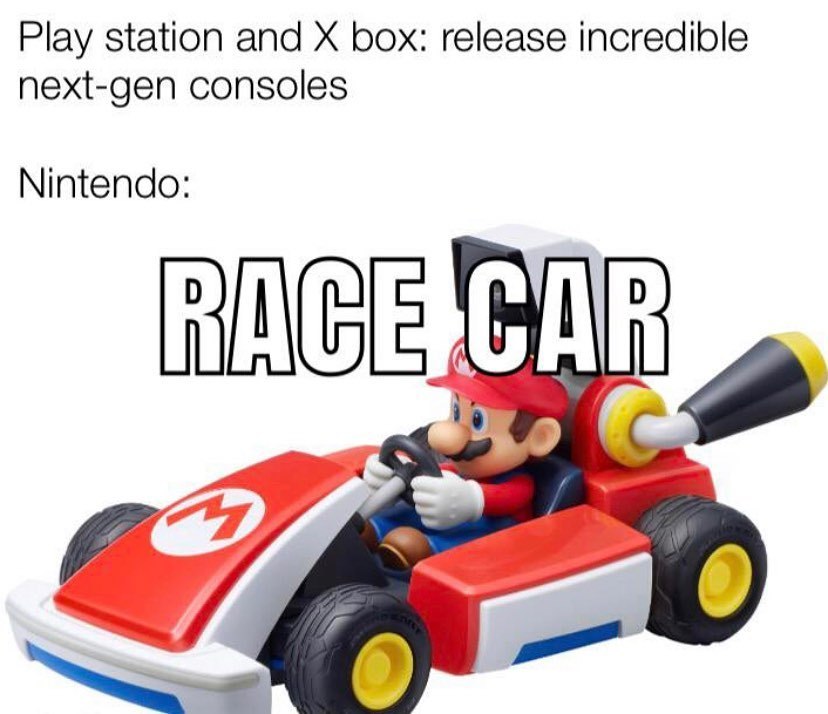 Play station and X box: release incredible
next-gen consoles
Nintendo:
RACE CAR
M
M